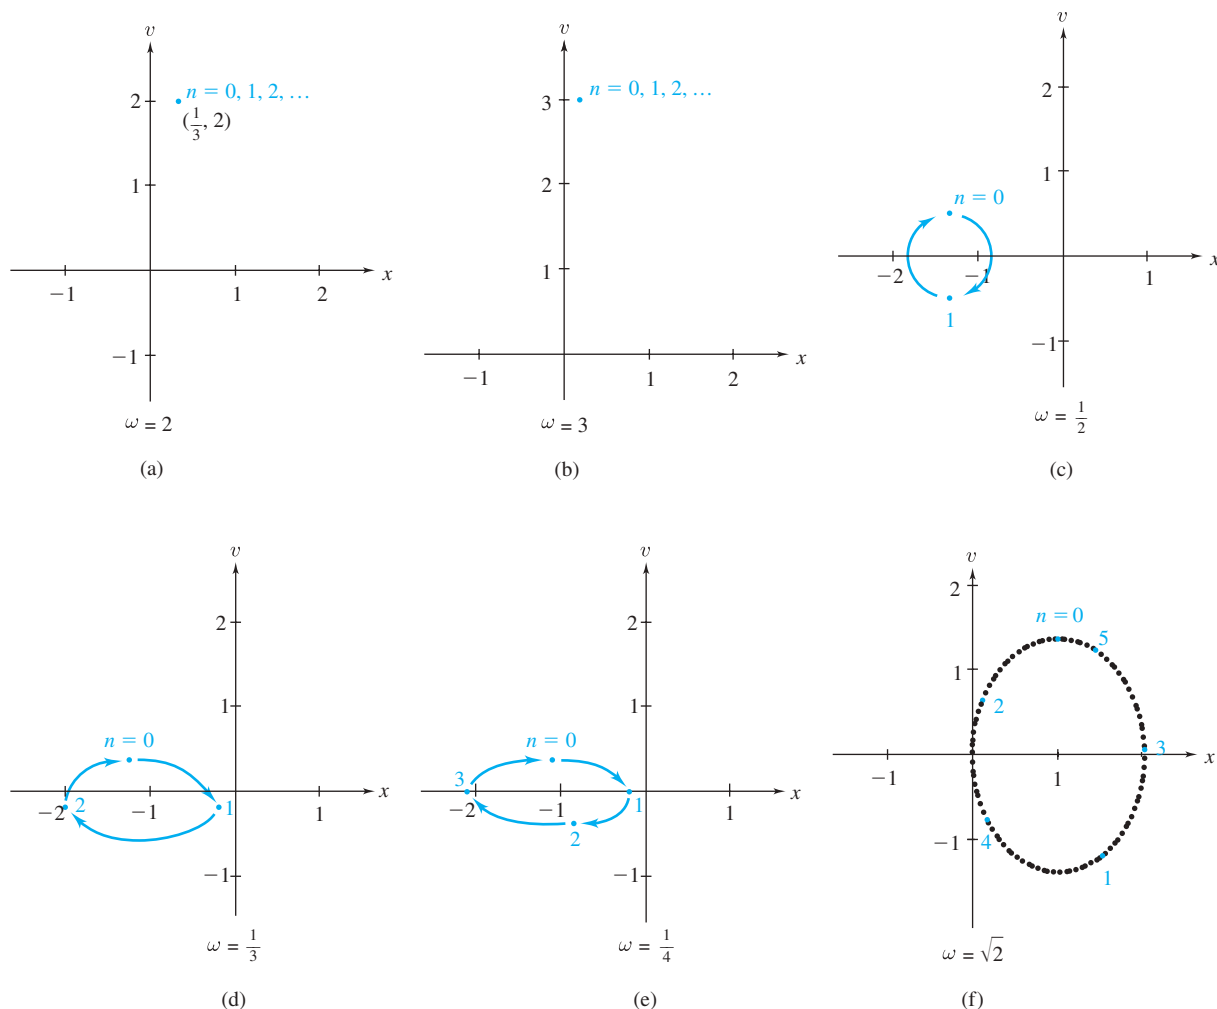 v
n = 0, 1, 2, …
2
(1/3, 2)
1
x
−1
1
2
−1
ω = 2
(a)
v
n = 0, 1, 2, …
3
2
1
x
−1
1
2
ω = 3
(b)
v
2
1
n = 0
x
−2
−1
1
1
−1
ω = 1/2
(c)
v
2
1
n = 0
x
−2
2
−1
1
1
−1
ω = 1/3
(d)
v
2
1
n = 0
3
x
−2
−1
1
1
2
−1
ω = 1/4
(e)
v
2
n = 0
5
1
2
3
x
−1
1
−1
4
1
ω = √2
(f)